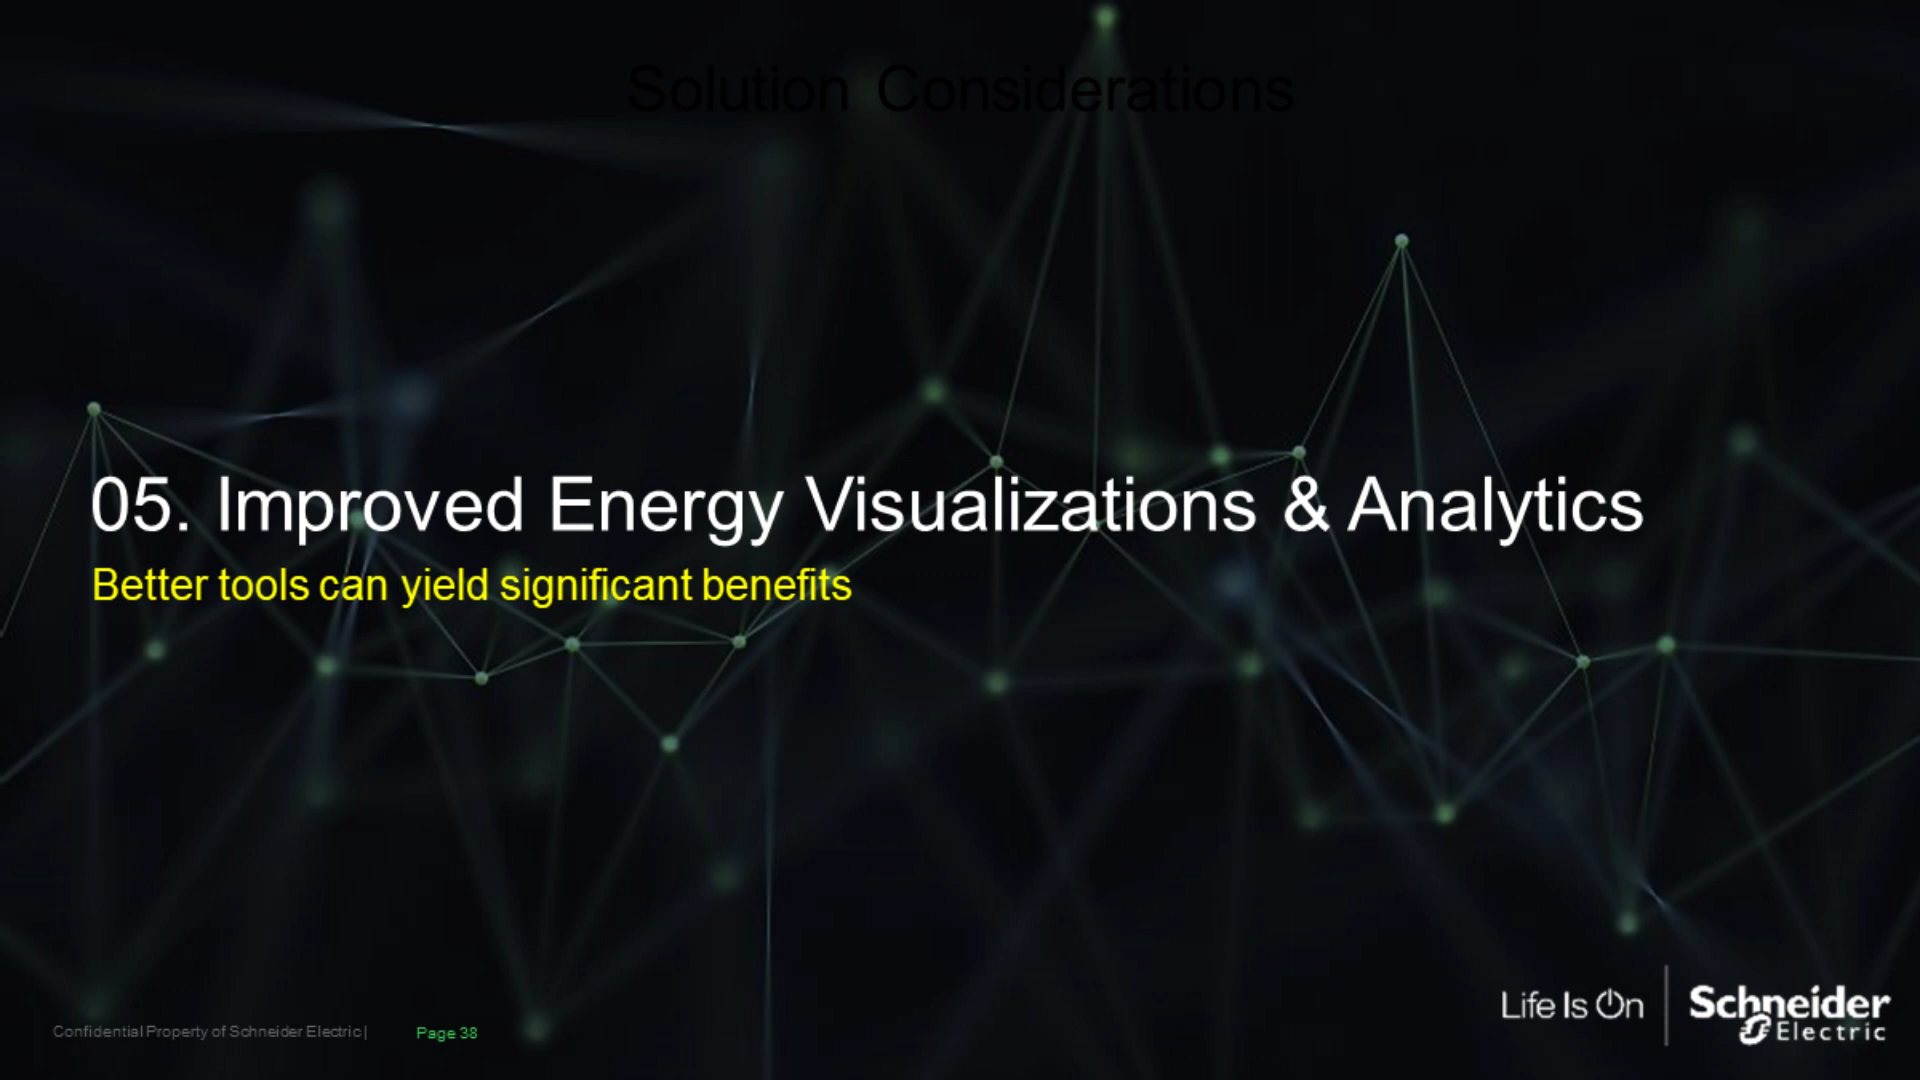 Solution Considerations
05. Improved Energy Visualizations & Analytics
Better tools can yield significant benefits
Confidential Property of Schneider Electric |
Page 38
Life Is On
Schneider
Electric